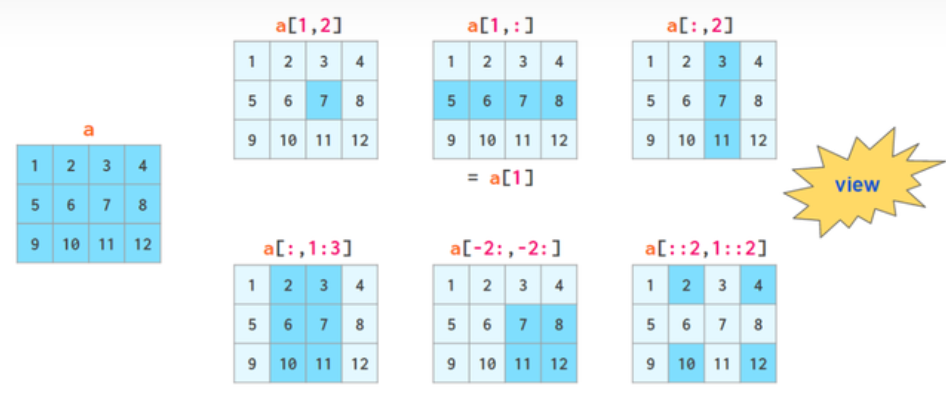 a[1,2]
1 2 3 4
5 6 7 8
9 10 11 12
a[1,:]
1 2 3 4
5 6 7 8
9 10 11 12
= a[1]
a[:,2]
1 2 3 4
5 6 7 8
9 10 11 12
a
1 2 3 4
5 6 7 8
9 10 11 12
view
a[:,1:3]
1 2 3 4
5 6 7 8
9 10 11 12
a[-2:,-2:]
1 2 3 4
5 6 7 8
9 10 11 12
a[::2,1::2]
1 2 3 4
5 6 7 8
9 10 11 12